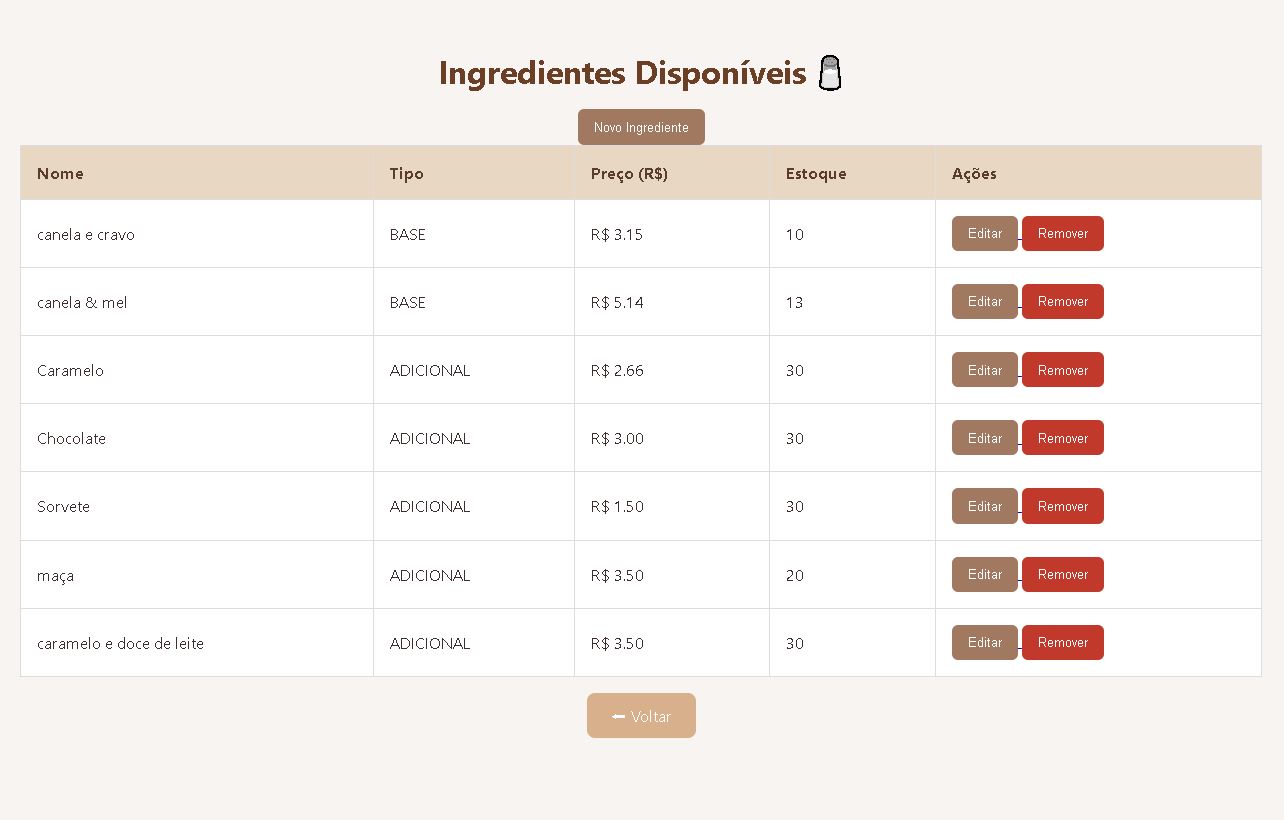 Ingredientes Disponíveis
Novo Ingrediente
Nome Tipo Preço (R$) Estoque Ações
canela e cravo BASE R$ 3.15 10 Editar Remover
canela & mel BASE R$ 5.14 13 Editar Remover
Caramelo ADICIONAL R$ 2.66 30 Editar Remover
Chocolate ADICIONAL R$ 3.00 30 Editar Remover
Sorvete ADICIONAL R$ 1.50 30 Editar Remover
maça ADICIONAL R$ 3.50 20 Editar Remover
caramelo e doce de leite ADICIONAL R$ 3.50 30 Editar Remover
⬅ Voltar